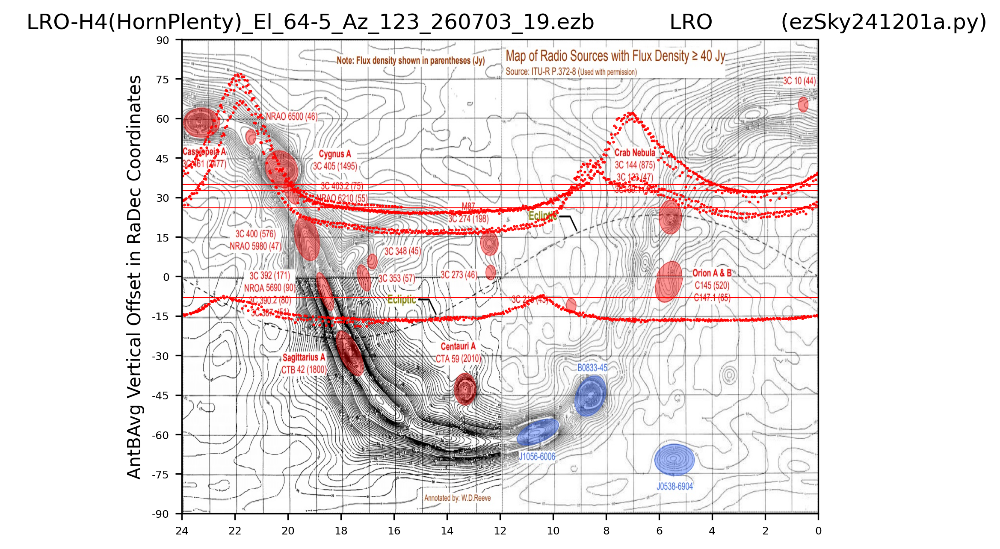 LRO-H4(HornPlenty)_El_64-5_Az_123_260703_19.ezb LRO (ezSky241201a.py)
AntBAvg Vertical Offset in RaDec Coordinates
90
75
60
45
30
15
0
-15
-30
-45
-60
-75
-90
Note: Flux density shown in parentheses (Jy)
Map of Radio Sources with Flux Density ≥ 40 Jy
Source: ITU-R P.372-8 (Used with permission)
3C 10 (44)
NRAO 6500 (46)
Cassiopeia A
3C 461 (2477)
Cygnus A
3C 405 (1495)
3C 403.2 (75)
NRAO 6210 (55)
Crab Nebula
3C 144 (875)
3C 123 (47)
M87
3C 274 (198)
Ecliptic
3C 400 (576)
NRAO 5980 (47)
3C 348 (45)
3C 392 (171)
NROA 5690 (90)
3C 390.2 (80)
3C 387 (51)
3C 353 (57)
3C 273 (46)
Orion A & B
C145 (520)
C147.1 (65)
Ecliptic
Sagittarius A
CTB 42 (1800)
Centauri A
CTA 59 (2010)
B0833-45
J1056-6006
J0538-6904
Annotated by: W.D.Reeve
24 22 20 18 16 14 12 10 8 6 4 2 0